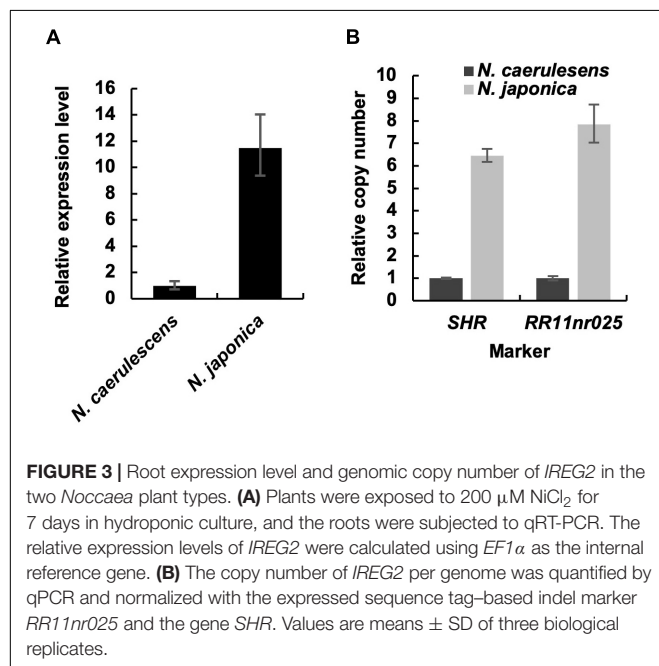 A
Relative expression level
16
14
12
10
8
6
4
2
0
N. caerulescens
N. japonica
B
N. caerulesens
N. japonica
Relative copy number
10
9
8
7
6
5
4
3
2
1
0
SHR RR11nr025
Marker
FIGURE 3 | Root expression level and genomic copy number of IREG2 in the
two Noccaea plant types. (A) Plants were exposed to 200 μM NiCl₂ for
7 days in hydroponic culture, and the roots were subjected to qRT-PCR. The
relative expression levels of IREG2 were calculated using EF1α as the internal
reference gene. (B) The copy number of IREG2 per genome was quantified by
qPCR and normalized with the expressed sequence tag–based indel marker
RR11nr025 and the gene SHR. Values are means ± SD of three biological
replicates.